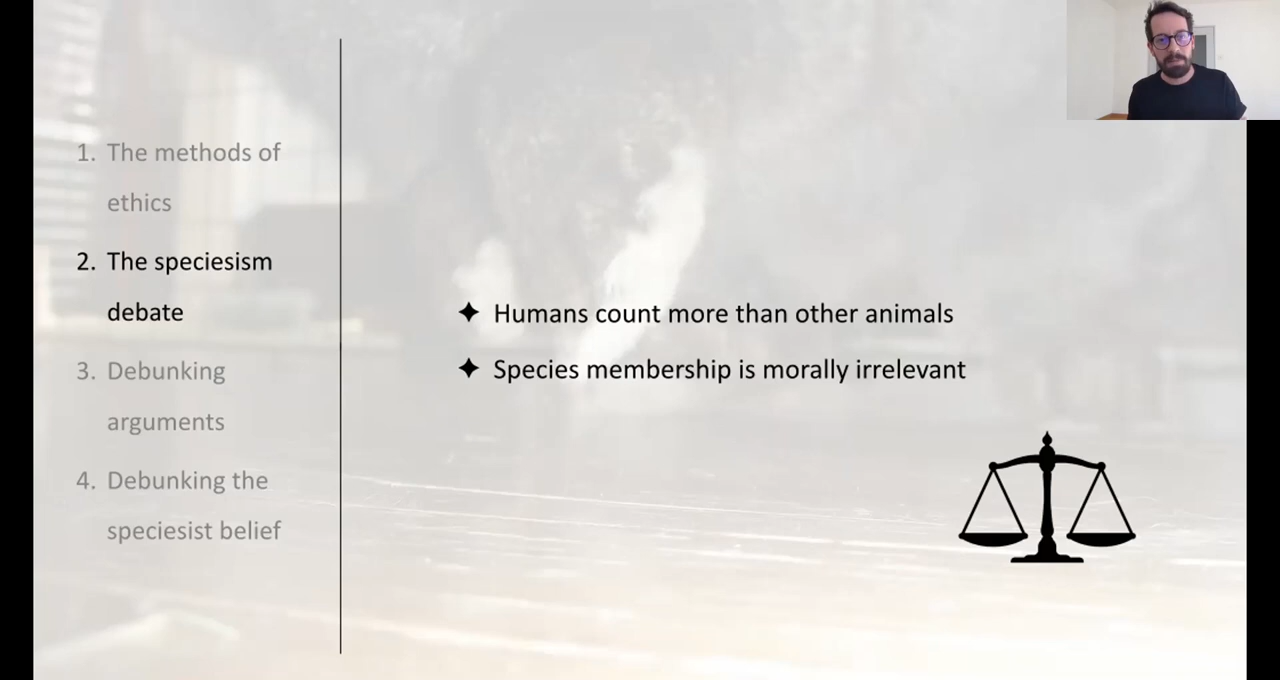 1. The methods of
ethics
2. The speciesism
debate
3. Debunking
arguments
4. Debunking the
speciesist belief
✦ Humans count more than other animals
✦ Species membership is morally irrelevant